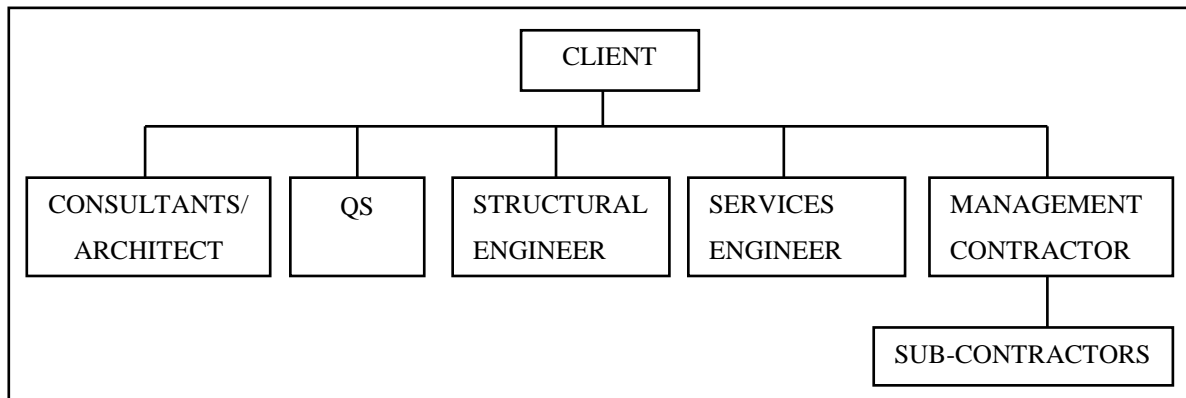 CLIENT
CONSULTANTS/
ARCHITECT
QS
STRUCTURAL
ENGINEER
SERVICES
ENGINEER
MANAGEMENT
CONTRACTOR
SUB-CONTRACTORS